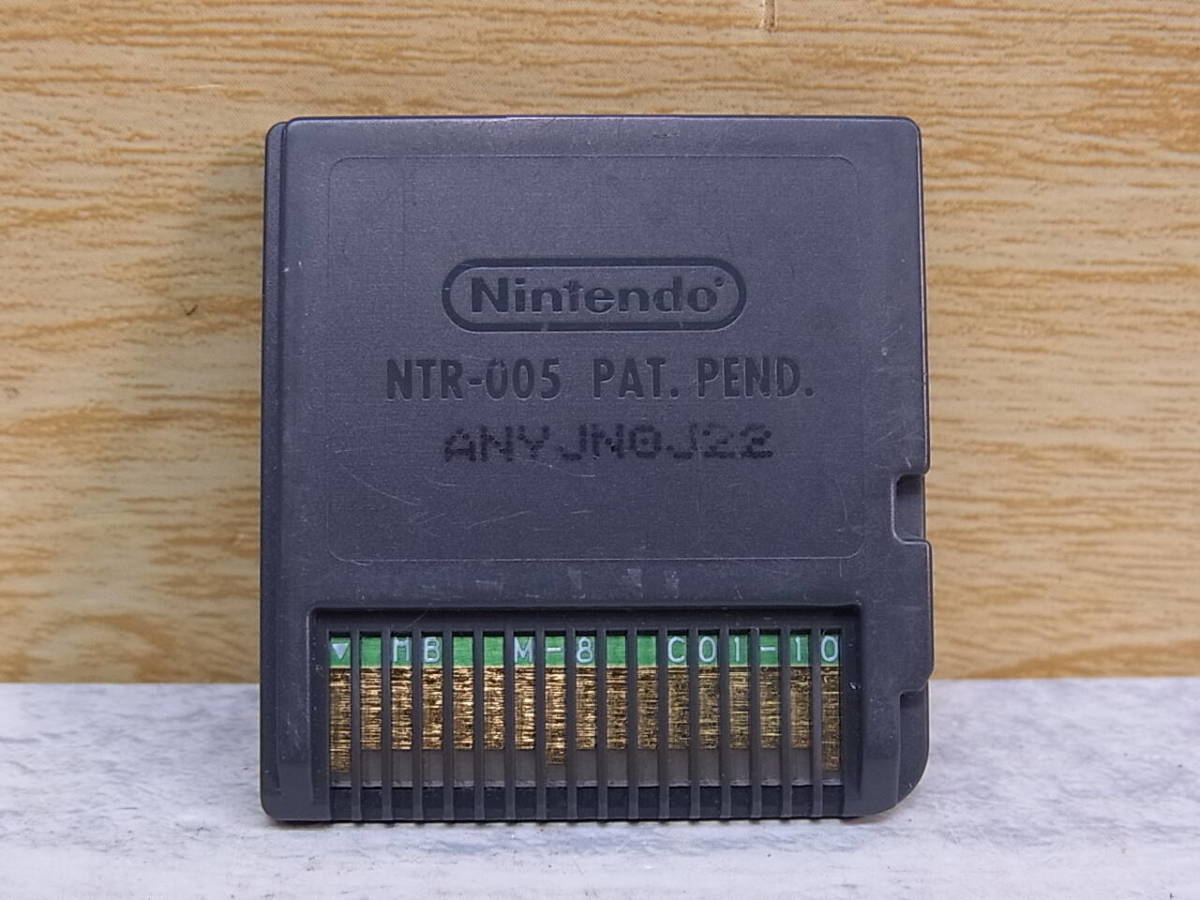 Nintendo®
NTR-005 PAT. PEND.
ANYJN0J22
▼ MB M-8 C01-10